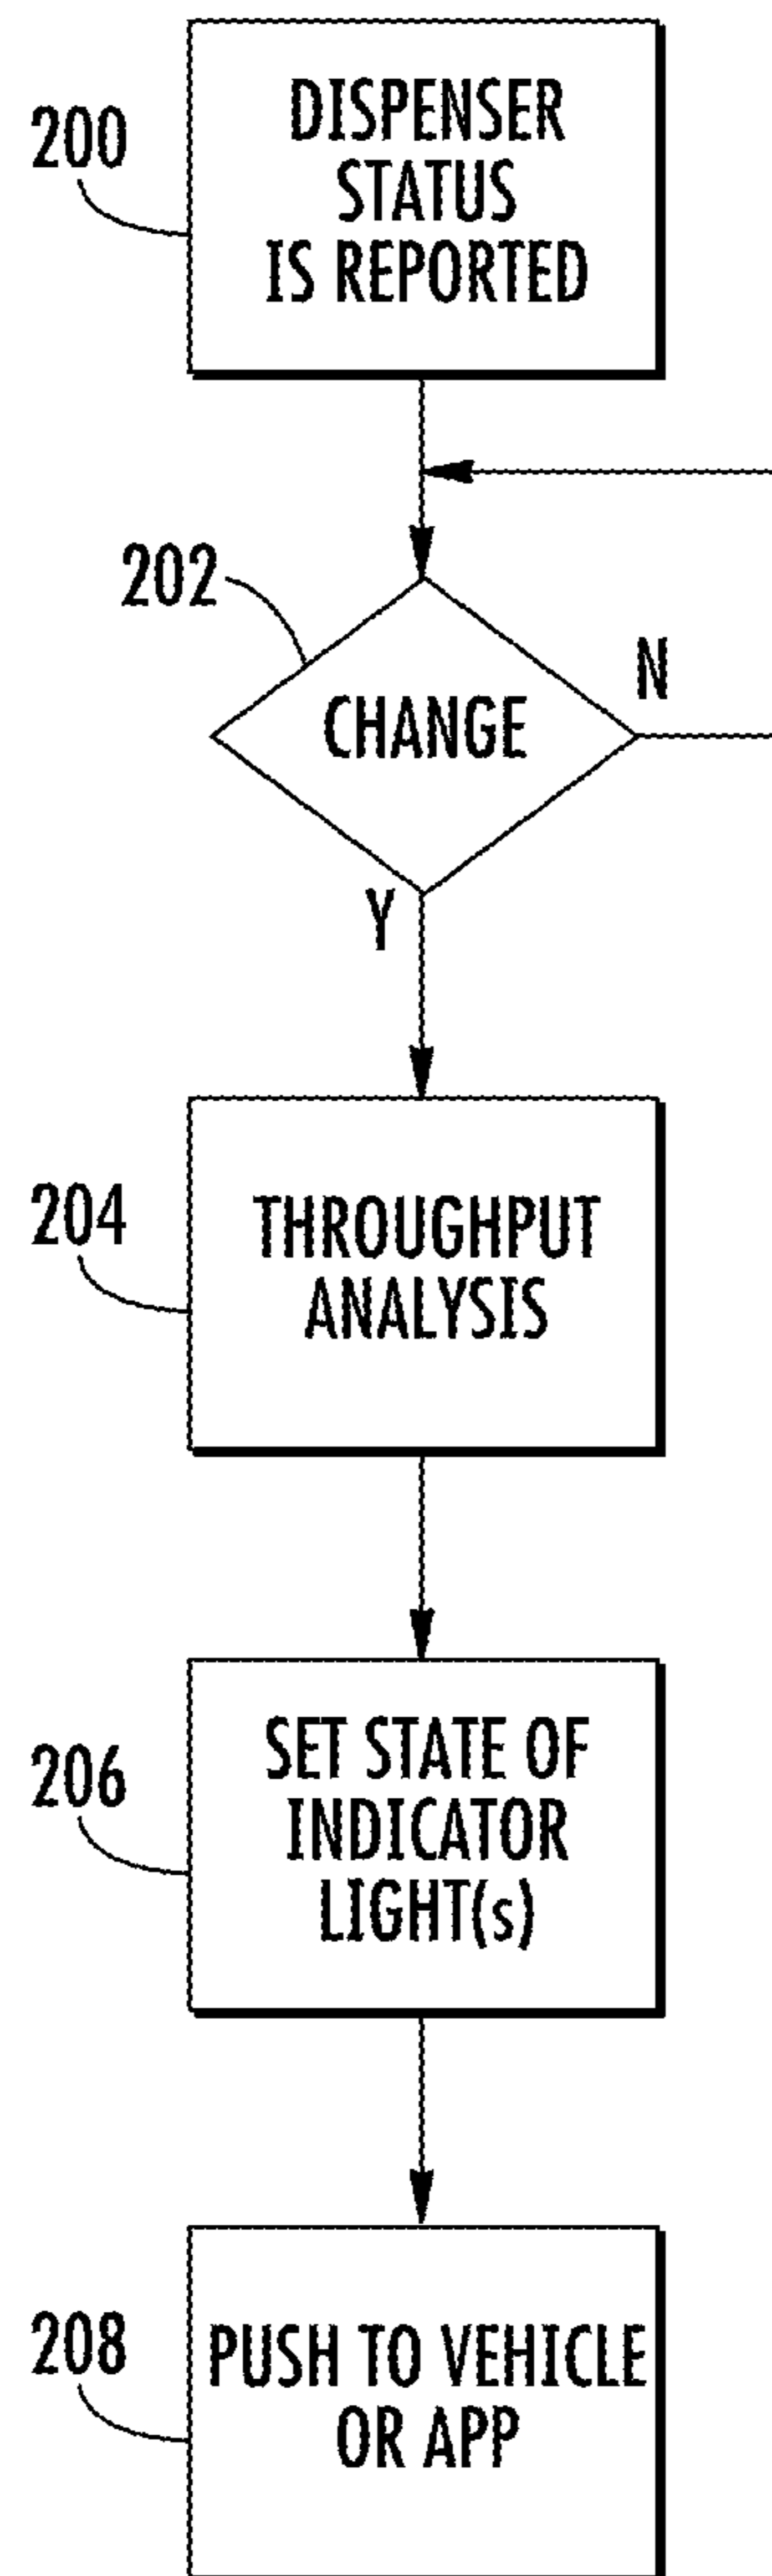 200
DISPENSER
STATUS
IS REPORTED
202
CHANGE
N
Y
204
THROUGHPUT
ANALYSIS
206
SET STATE OF
INDICATOR
LIGHT(s)
208
PUSH TO VEHICLE
OR APP